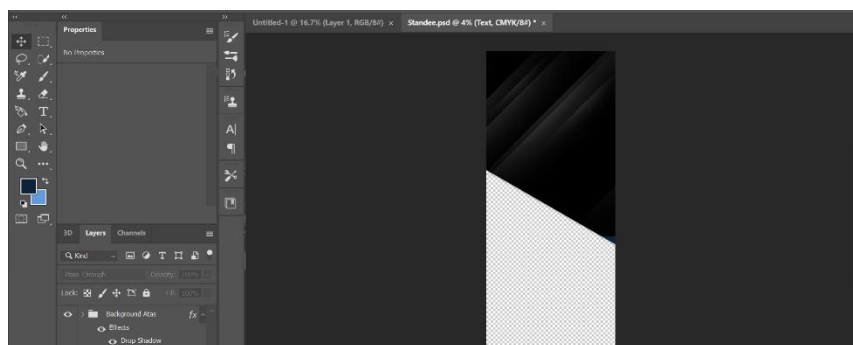 Untitled-1 @ 16.7% (Layer 1, RGB/8#) ×
Standee.psd @ 4% (Text, CMYK/8#) * ×
Properties
No Properties
3D Layers Channels
Kind
Pass Through Opacity: 100%
Lock: Fill: 100%
Background Atas fx
Effects
Drop Shadow